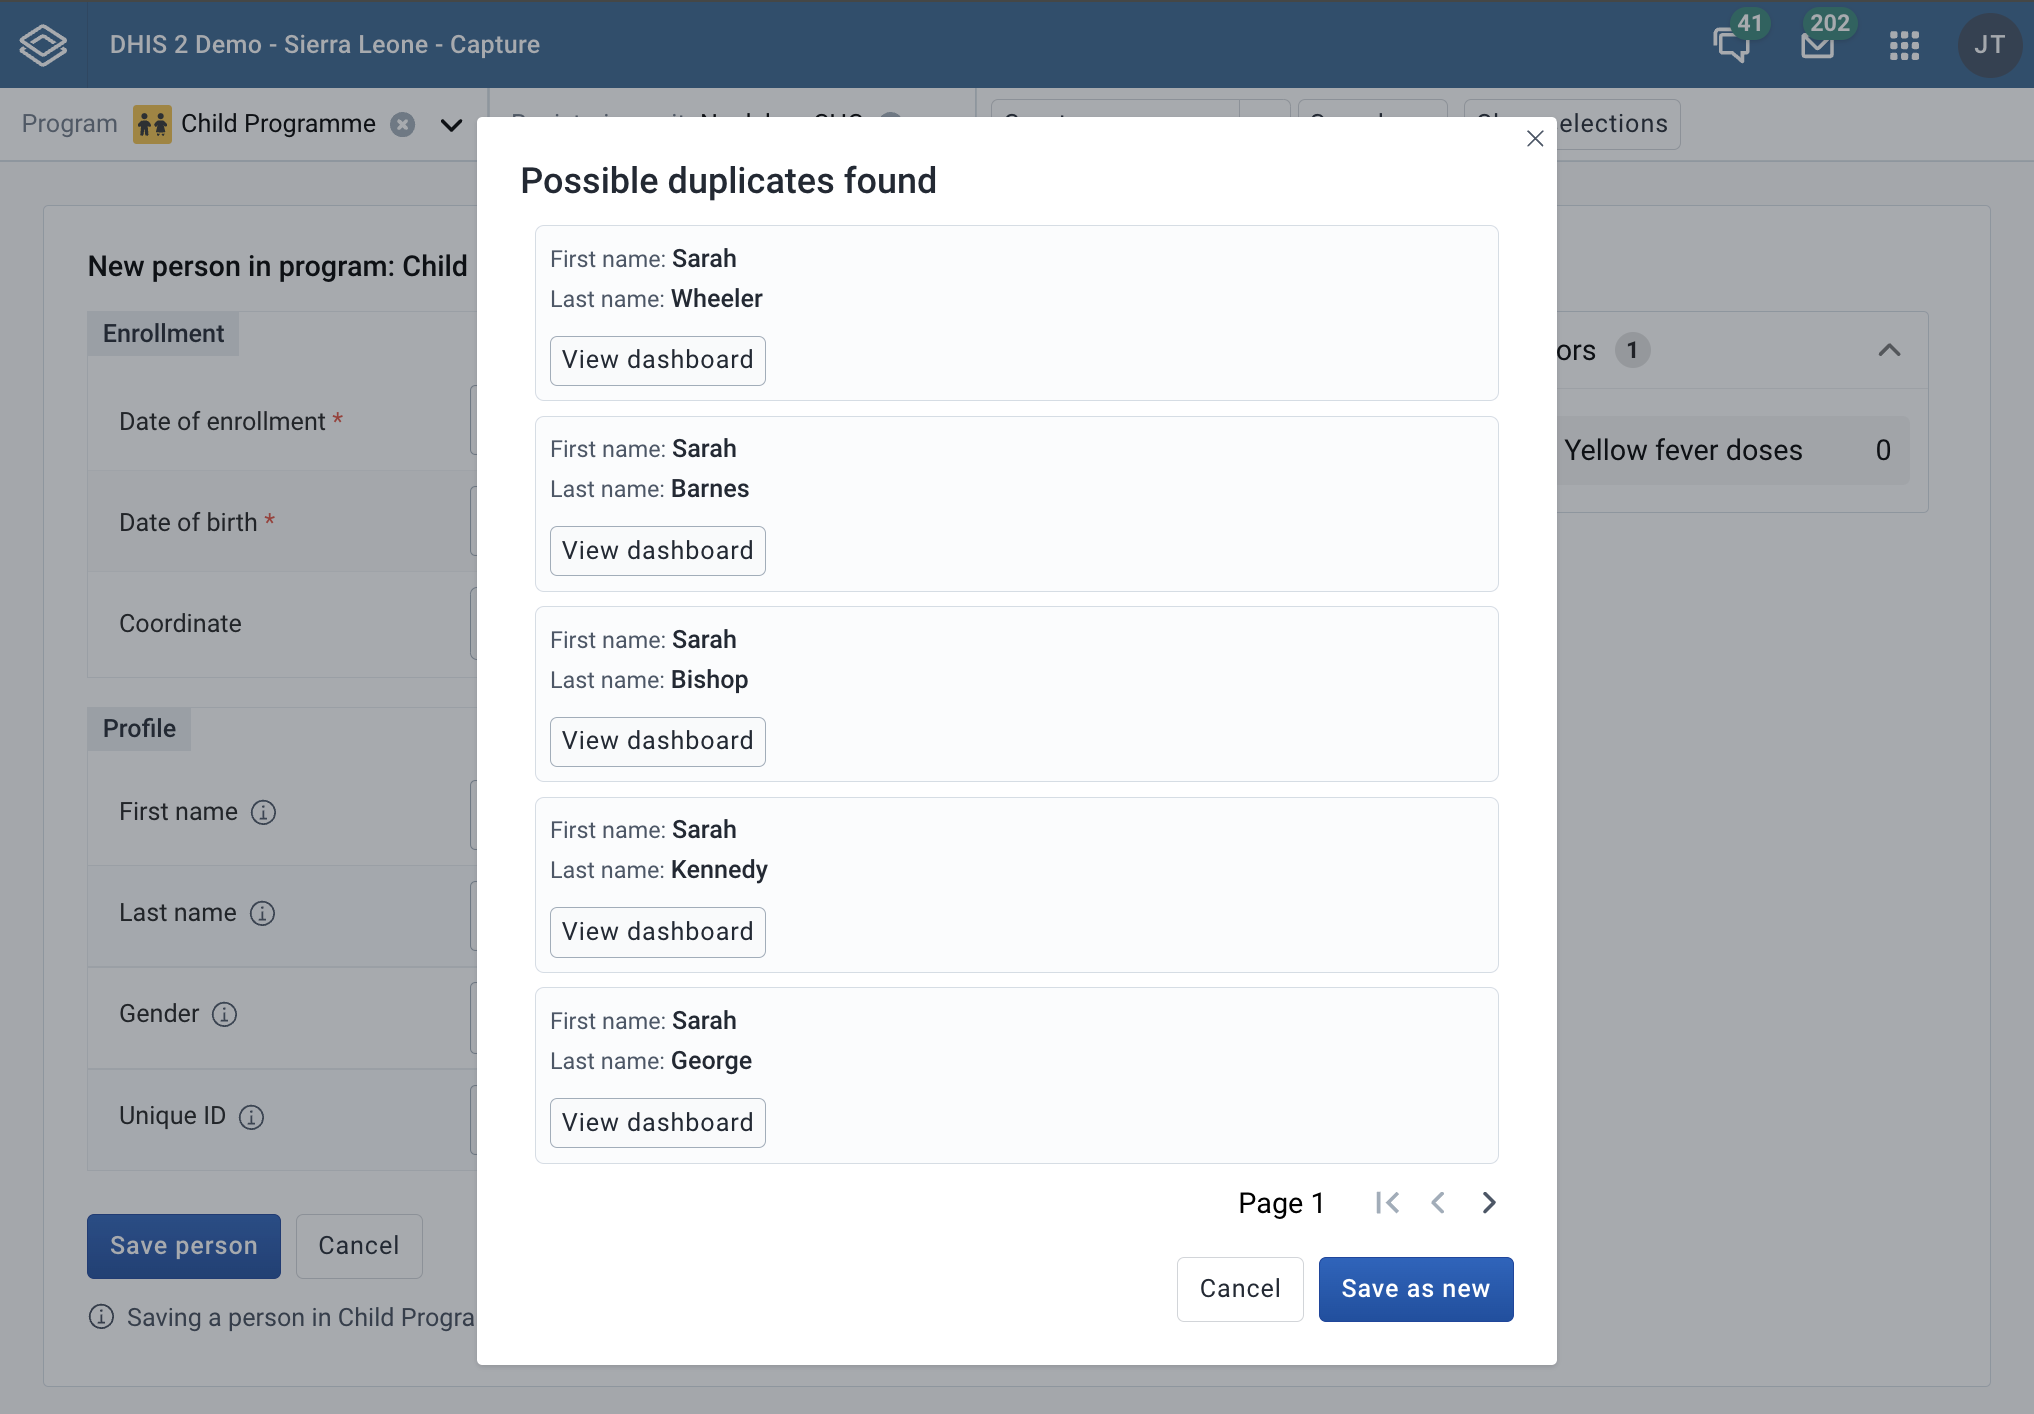 DHIS 2 Demo - Sierra Leone - Capture
41
202
JT
Program Child Programme
elections
Possible duplicates found
First name: Sarah
Last name: Wheeler
View dashboard
First name: Sarah
Last name: Barnes
View dashboard
First name: Sarah
Last name: Bishop
View dashboard
First name: Sarah
Last name: Kennedy
View dashboard
First name: Sarah
Last name: George
View dashboard
Page 1
Cancel
Save as new
New person in program: Child
Enrollment
Date of enrollment *
Date of birth *
Coordinate
Profile
First name
Last name
Gender
Unique ID
Save person
Cancel
Saving a person in Child Progra
ors 1
Yellow fever doses 0